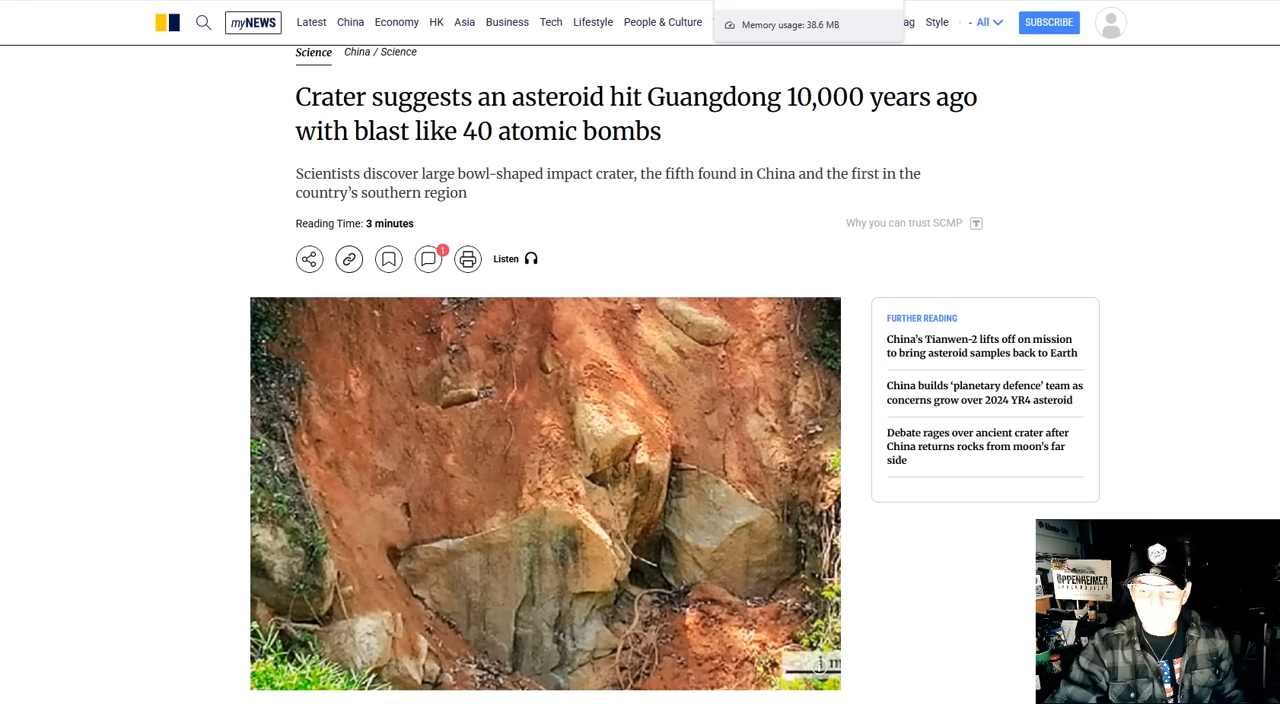 myNEWS
Latest China Economy HK Asia Business Tech Lifestyle People & Culture
Memory usage: 38.6 MB
ag Style - All
SUBSCRIBE
Science China / Science
Crater suggests an asteroid hit Guangdong 10,000 years ago
with blast like 40 atomic bombs
Scientists discover large bowl-shaped impact crater, the fifth found in China and the first in the
country's southern region
Reading Time: 3 minutes
Why you can trust SCMP T
1
Listen
FURTHER READING
China's Tianwen-2 lifts off on mission
to bring asteroid samples back to Earth
China builds 'planetary defence' team as
concerns grow over 2024 YR4 asteroid
Debate rages over ancient crater after
China returns rocks from moon's far
side
OPPENHEIMER